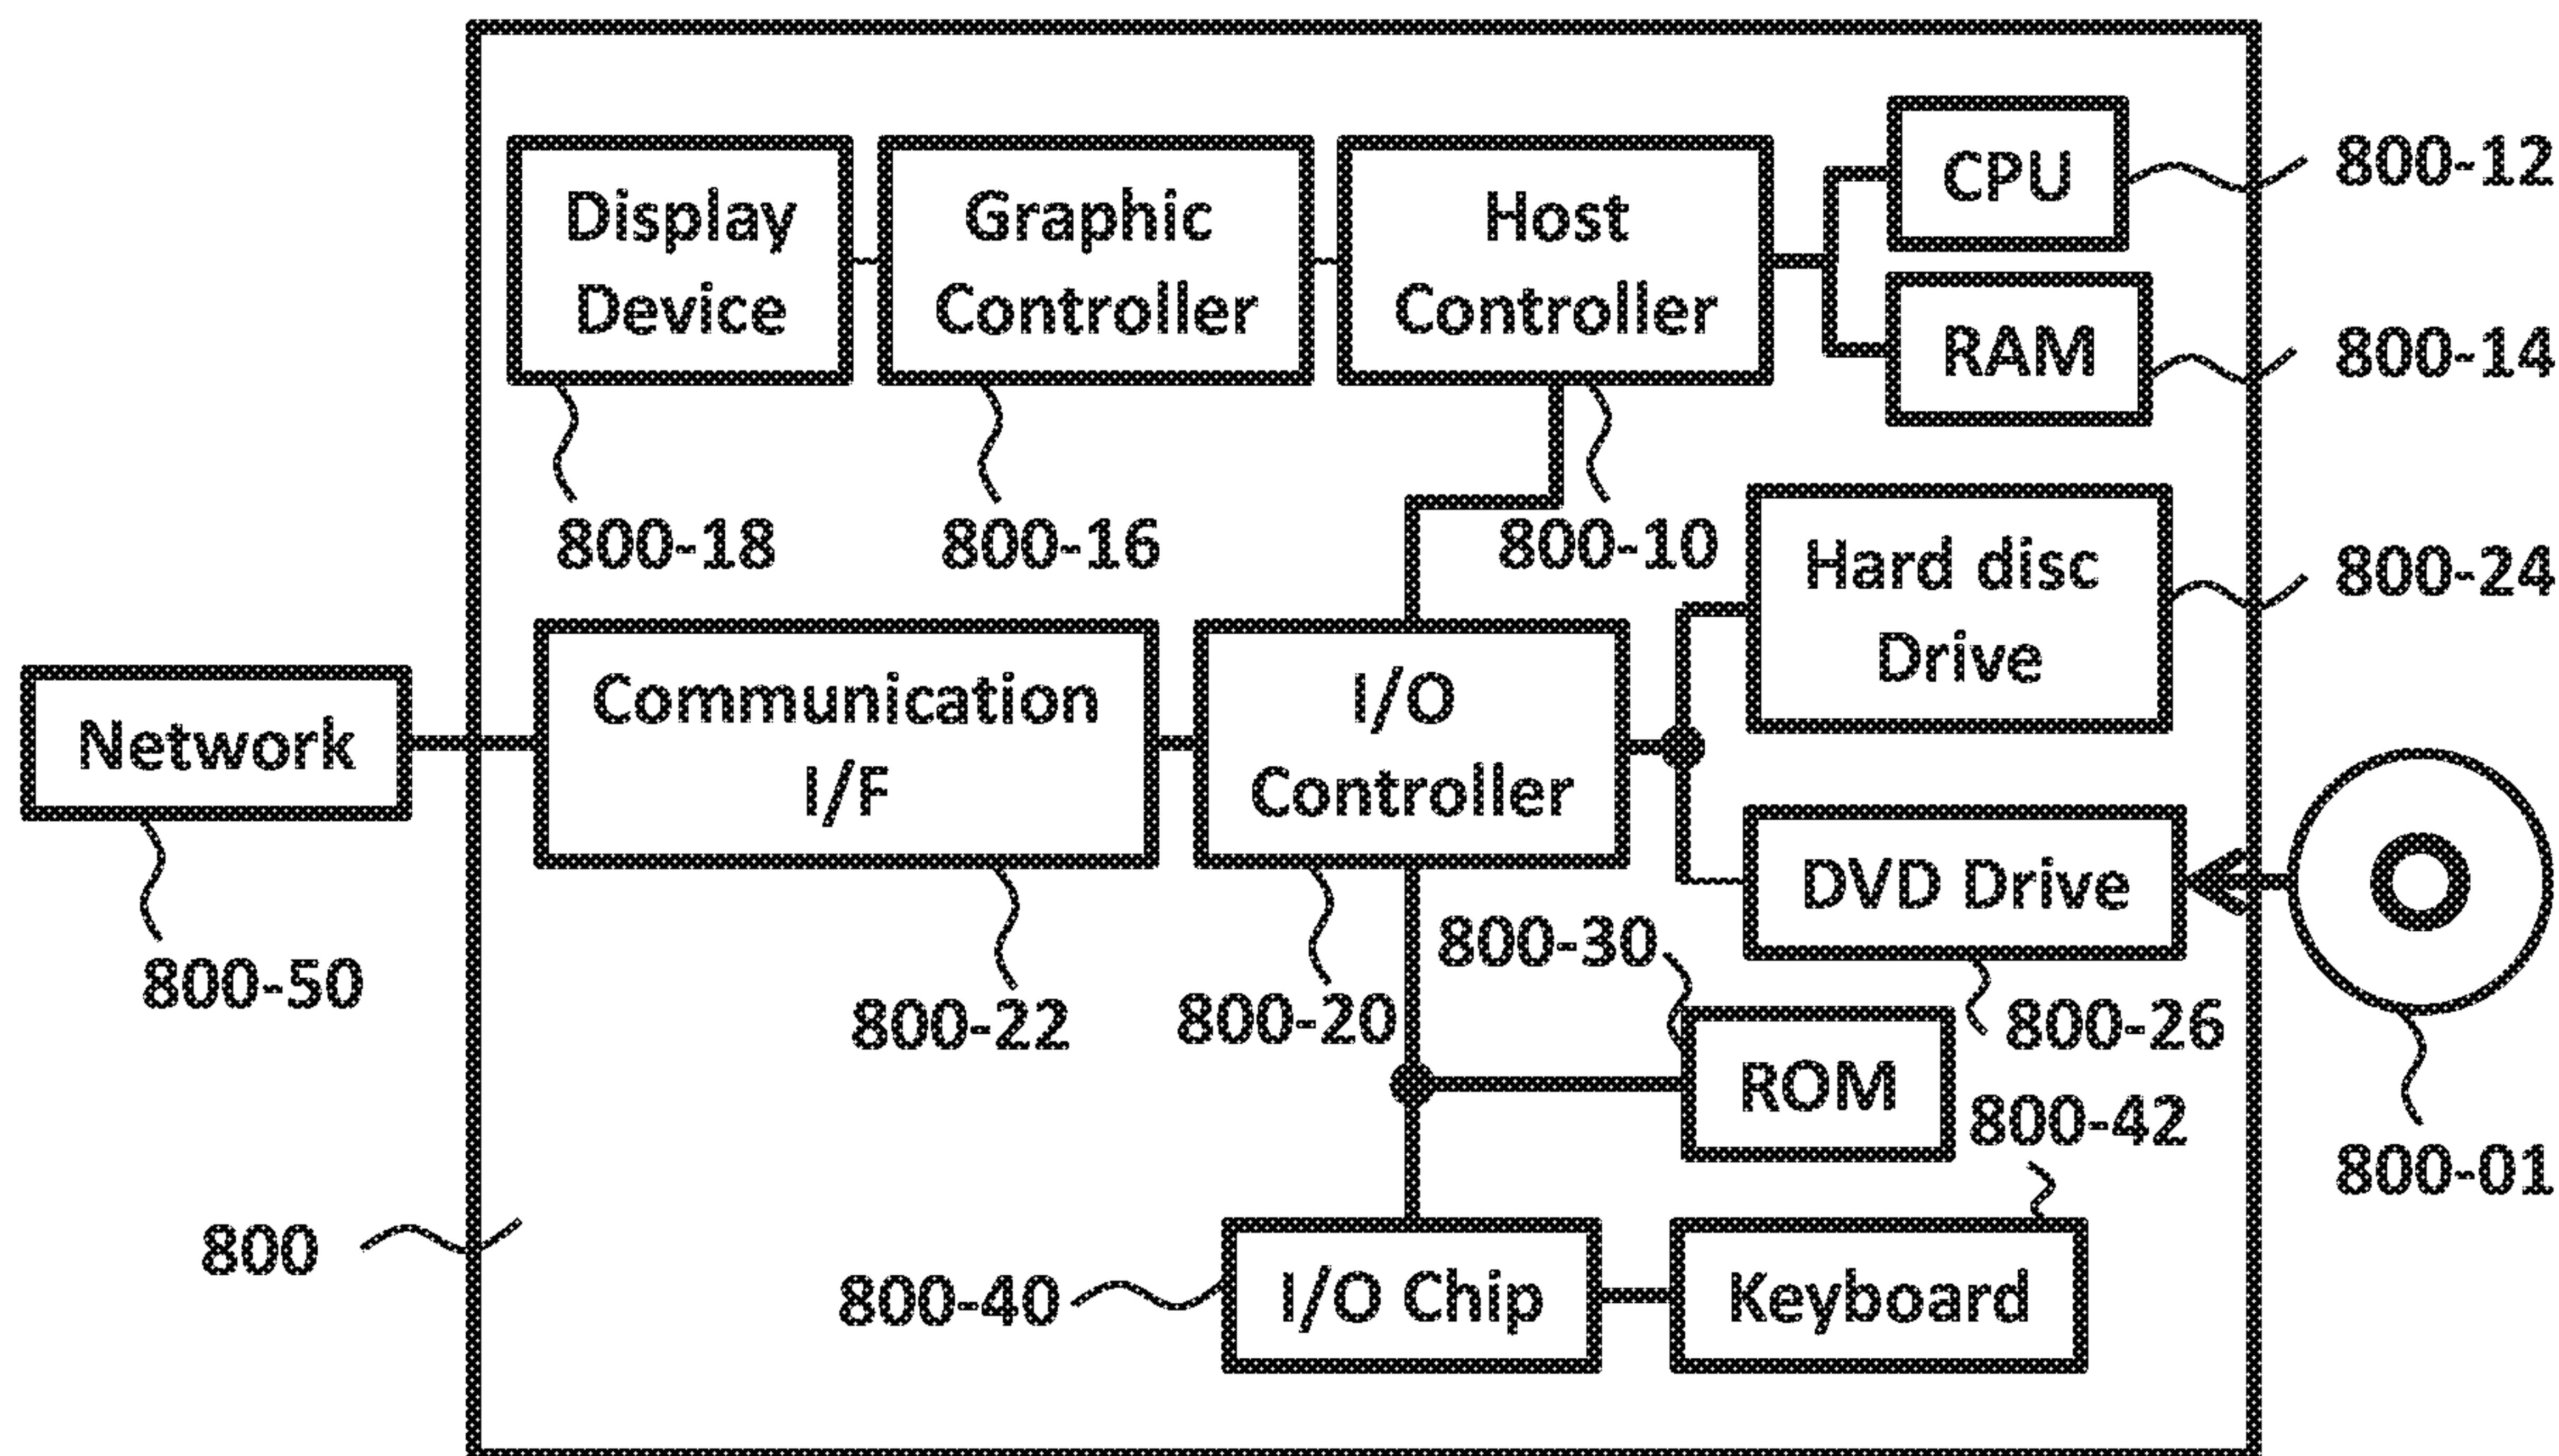 CPU
800-12
Display
Device
Graphic
Controller
Host
Controller
RAM
800-14
800-18
800-16
800-10
Hard disc
Drive
800-24
Network
Communication
I/F
I/O
Controller
DVD Drive
800-30
800-50
800-22
800-20
800-26
ROM
800-42
800-01
800
800-40
I/O Chip
Keyboard